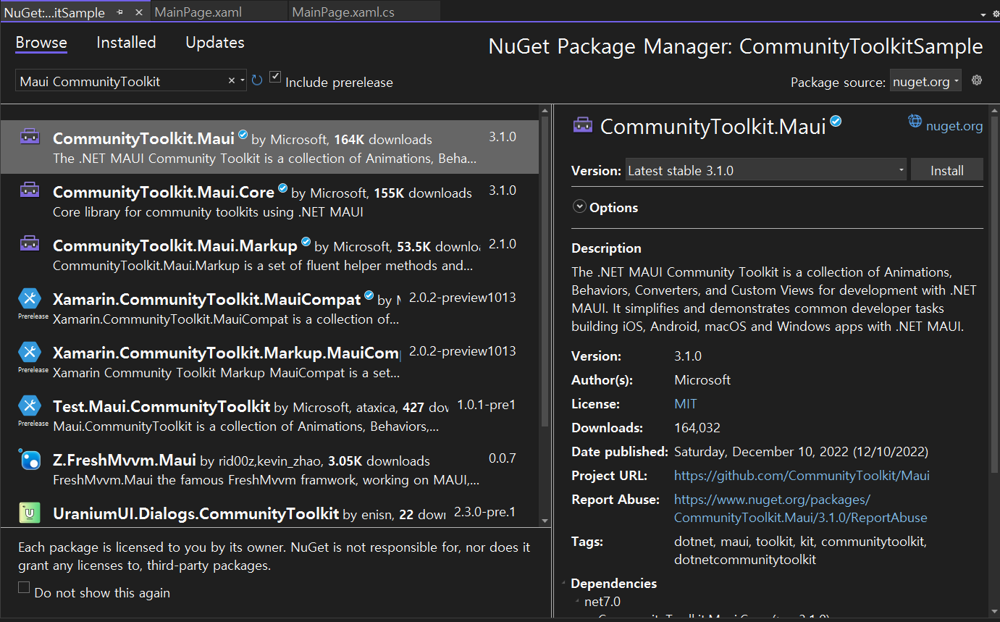 NuGet:...itSample
MainPage.xaml
MainPage.xaml.cs
Browse
Installed
Updates
NuGet Package Manager: CommunityToolkitSample
Maui CommunityToolkit
Include prerelease
Package source: nuget.org
CommunityToolkit.Maui by Microsoft, 164K downloads 3.1.0
The .NET MAUI Community Toolkit is a collection of Animations, Beha...
CommunityToolkit.Maui.Core by Microsoft, 155K downloads 3.1.0
Core library for community toolkits using .NET MAUI
CommunityToolkit.Maui.Markup by Microsoft, 53.5K 2.1.0
CommunityToolkit.Maui.Markup is a set of fluent helper methods and...
Xamarin.CommunityToolkit.MauiCompat by 2.0.2-preview1013
Prerelease
Xamarin.CommunityToolkit.MauiCompat is a collection of...
Xamarin.CommunityToolkit.Markup.MauiCom 2.0.2-preview1013
Prerelease
Xamarin Community Toolkit Markup MauiCompat is a set...
Test.Maui.CommunityToolkit by Microsoft, ataxica, 427 1.0.1-pre1
Prerelease
Maui.CommunityToolkit is a collection of Animations, Behaviors,...
Z.FreshMvvm.Maui by rid00z,kevin_zhao, 3.05K downloads 0.0.7
FreshMvvm.Maui the famous FreshMvvm framwork, working on MAUI,...
UraniumUI.Dialogs.CommunityToolkit by enisn, 22 2.3.0-pre.1
Each package is licensed to you by its owner. NuGet is not responsible for, nor does it
grant any licenses to, third-party packages.
Do not show this again
CommunityToolkit.Maui
nuget.org
Version: Latest stable 3.1.0
Install
Options
Description
The .NET MAUI Community Toolkit is a collection of Animations,
Behaviors, Converters, and Custom Views for development with .NET
MAUI. It simplifies and demonstrates common developer tasks
building iOS, Android, macOS and Windows apps with .NET MAUI.
Version: 3.1.0
Author(s): Microsoft
License: MIT
Downloads: 164,032
Date published: Saturday, December 10, 2022 (12/10/2022)
Project URL: https://github.com/CommunityToolkit/Maui
Report Abuse: https://www.nuget.org/packages/
CommunityToolkit.Maui/3.1.0/ReportAbuse
Tags: dotnet, maui, toolkit, kit, communitytoolkit,
dotnetcommunitytoolkit
Dependencies
net7.0